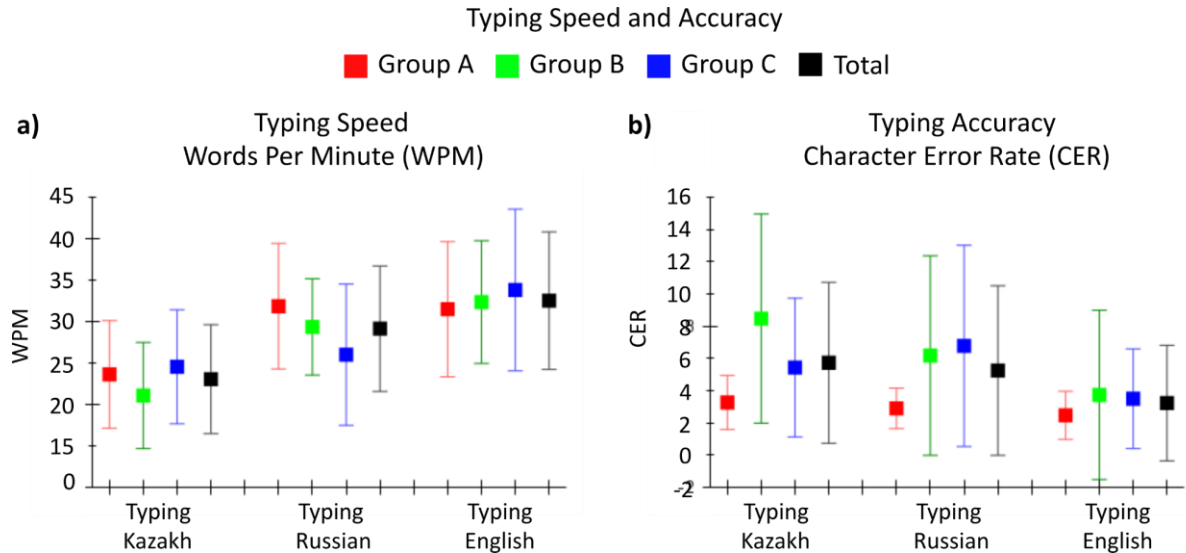 Typing Speed and Accuracy
Group A Group B Group C Total
a)
Typing Speed
Words Per Minute (WPM)
WPM
45
40
35
30
25
20
15
0
Typing Kazakh
Typing Russian
Typing English
b)
Typing Accuracy
Character Error Rate (CER)
CER
16
14
12
10
8
6
4
2
0
-2
Typing Kazakh
Typing Russian
Typing English